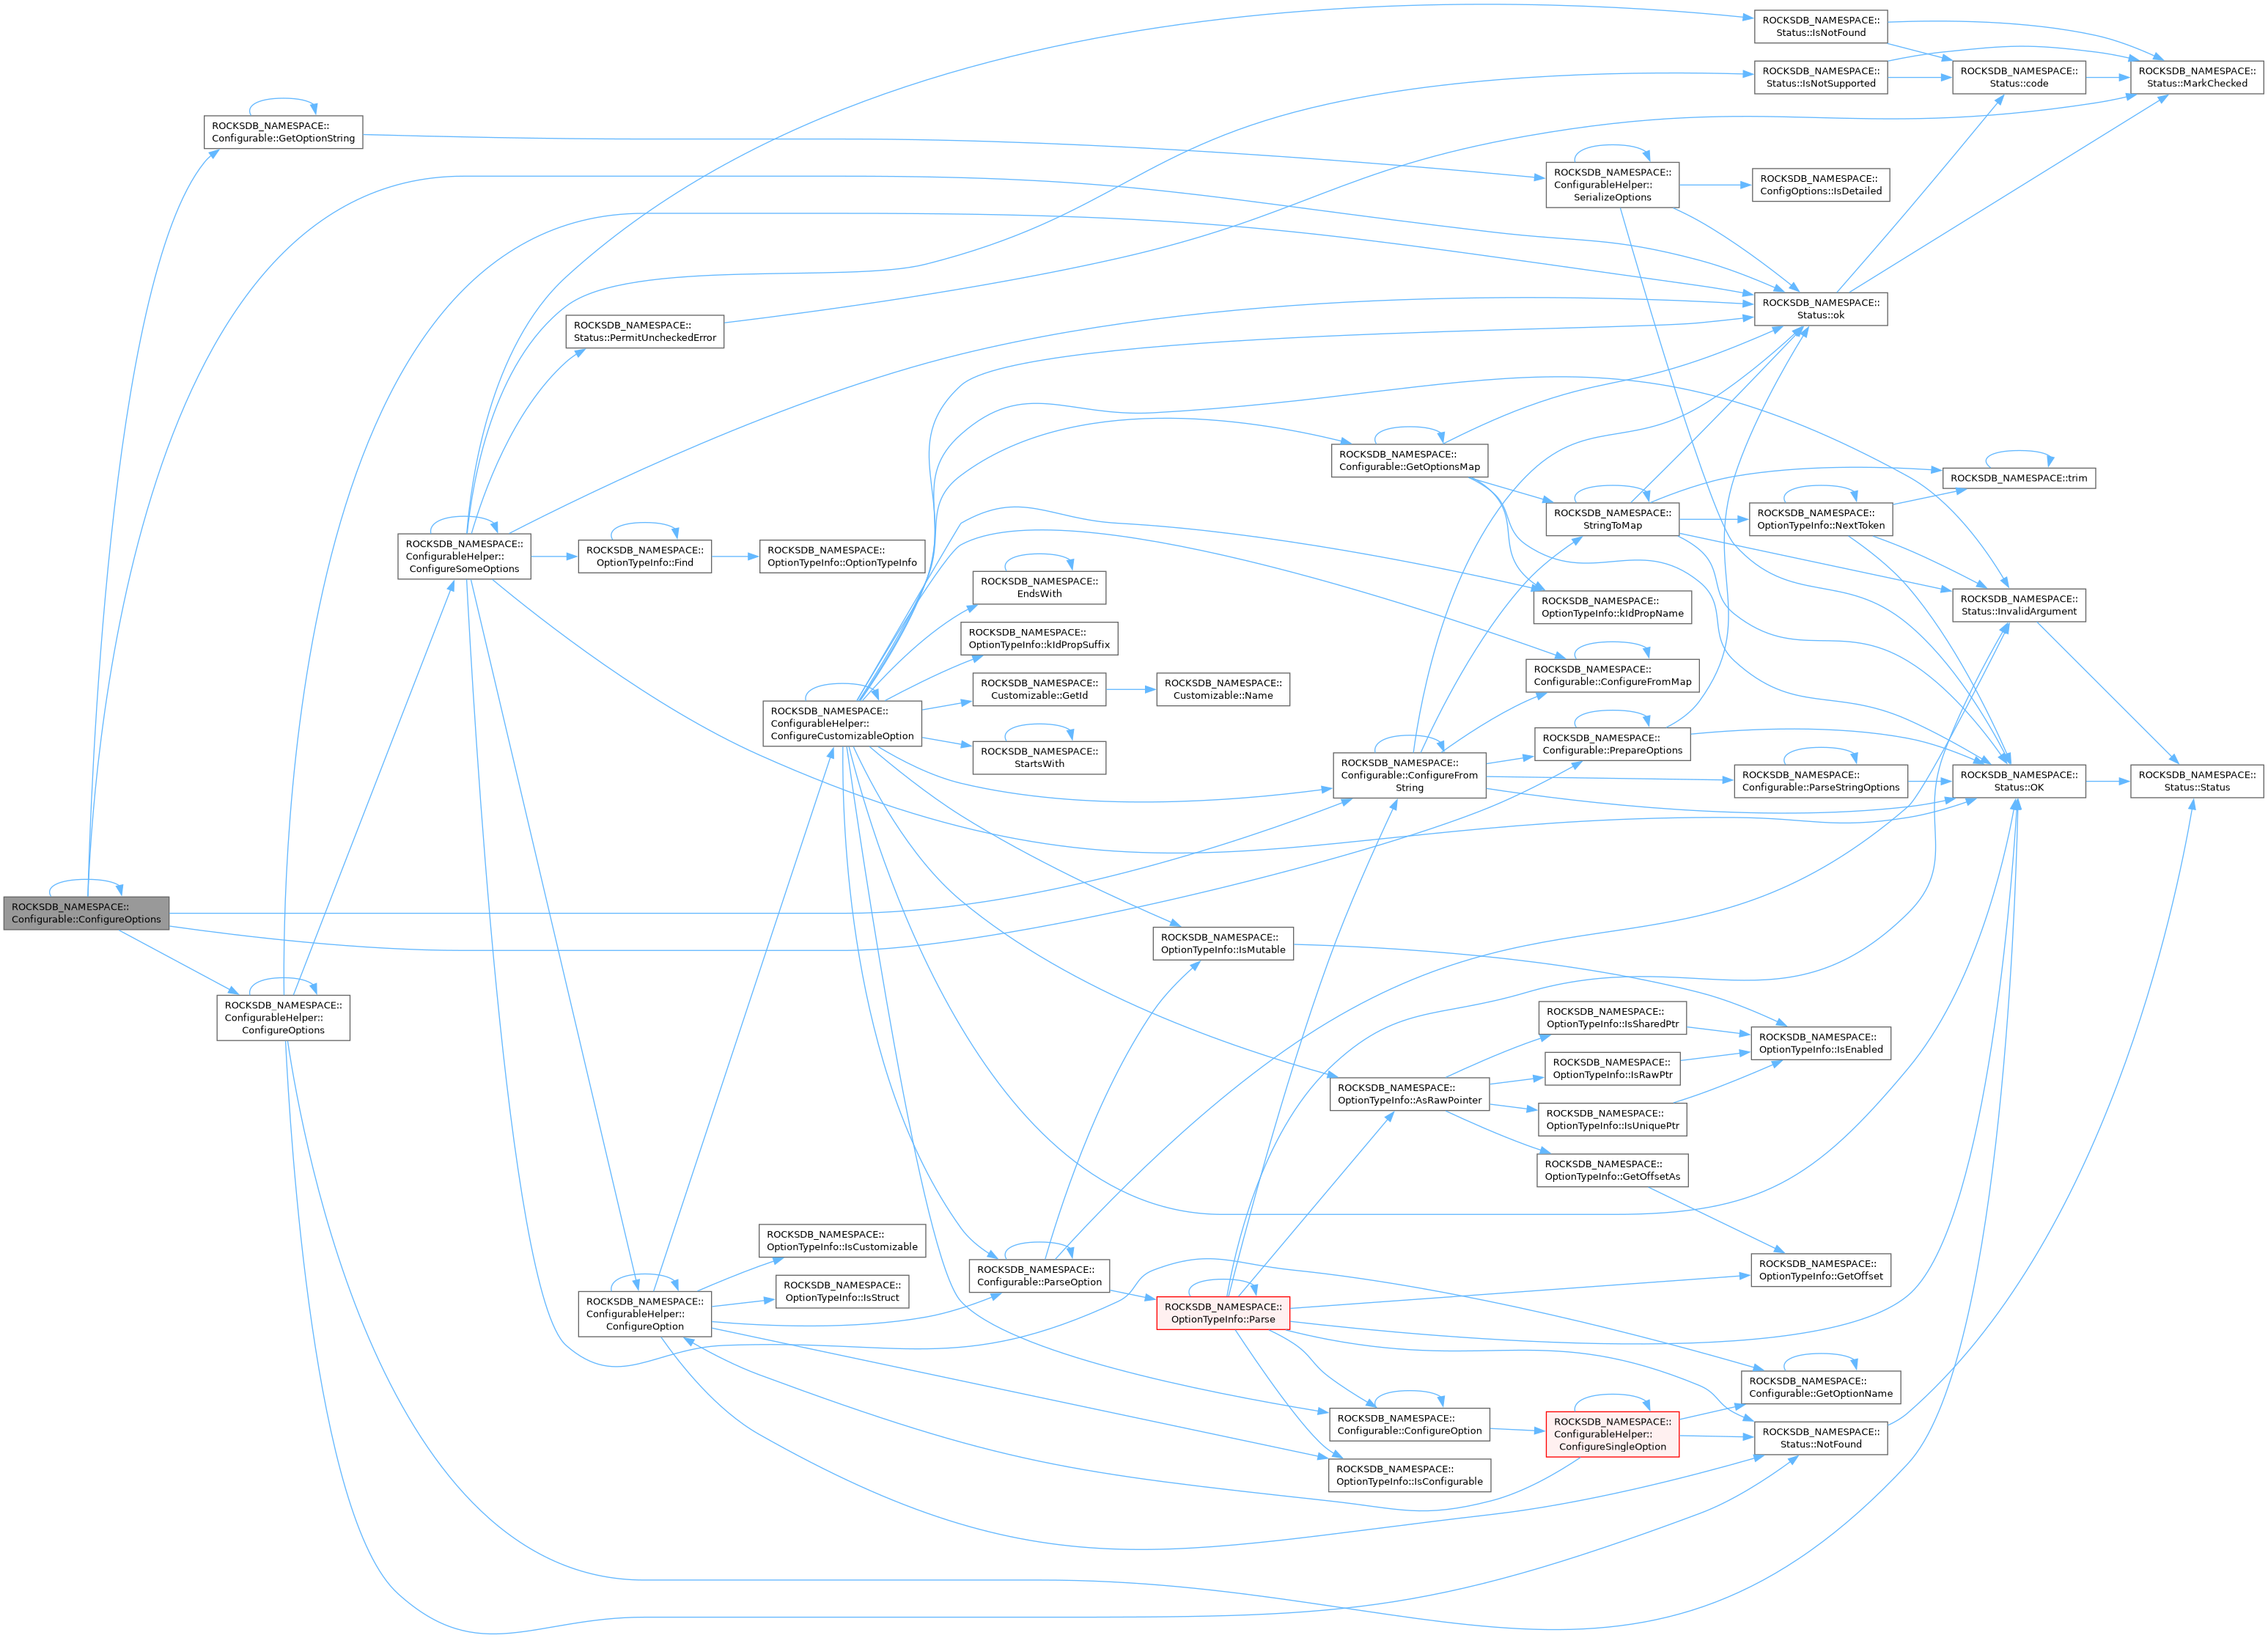 ROCKSDB_NAMESPACE::
Status::IsNotFound
ROCKSDB_NAMESPACE::
Status::IsNotSupported
ROCKSDB_NAMESPACE::
Status::code
ROCKSDB_NAMESPACE::
Status::MarkChecked
ROCKSDB_NAMESPACE::
Configurable::GetOptionString
ROCKSDB_NAMESPACE::
ConfigurableHelper::
SerializeOptions
ROCKSDB_NAMESPACE::
ConfigOptions::IsDetailed
ROCKSDB_NAMESPACE::
Status::ok
ROCKSDB_NAMESPACE::
Status::PermitUncheckedError
ROCKSDB_NAMESPACE::
Configurable::GetOptionsMap
ROCKSDB_NAMESPACE::trim
ROCKSDB_NAMESPACE::
StringToMap
ROCKSDB_NAMESPACE::
OptionTypeInfo::NextToken
ROCKSDB_NAMESPACE::
ConfigurableHelper::
ConfigureSomeOptions
ROCKSDB_NAMESPACE::
OptionTypeInfo::Find
ROCKSDB_NAMESPACE::
OptionTypeInfo::OptionTypeInfo
ROCKSDB_NAMESPACE::
EndsWith
ROCKSDB_NAMESPACE::
OptionTypeInfo::kIdPropName
ROCKSDB_NAMESPACE::
Status::InvalidArgument
ROCKSDB_NAMESPACE::
OptionTypeInfo::kIdPropSuffix
ROCKSDB_NAMESPACE::
Configurable::ConfigureFromMap
ROCKSDB_NAMESPACE::
Customizable::GetId
ROCKSDB_NAMESPACE::
Customizable::Name
ROCKSDB_NAMESPACE::
ConfigurableHelper::
ConfigureCustomizableOption
ROCKSDB_NAMESPACE::
StartsWith
ROCKSDB_NAMESPACE::
Configurable::PrepareOptions
ROCKSDB_NAMESPACE::
Configurable::ConfigureFrom
String
ROCKSDB_NAMESPACE::
Configurable::ParseStringOptions
ROCKSDB_NAMESPACE::
Status::OK
ROCKSDB_NAMESPACE::
Status::Status
ROCKSDB_NAMESPACE::
Configurable::ConfigureOptions
ROCKSDB_NAMESPACE::
OptionTypeInfo::IsMutable
ROCKSDB_NAMESPACE::
ConfigurableHelper::
ConfigureOptions
ROCKSDB_NAMESPACE::
OptionTypeInfo::IsSharedPtr
ROCKSDB_NAMESPACE::
OptionTypeInfo::IsEnabled
ROCKSDB_NAMESPACE::
OptionTypeInfo::IsRawPtr
ROCKSDB_NAMESPACE::
OptionTypeInfo::AsRawPointer
ROCKSDB_NAMESPACE::
OptionTypeInfo::IsUniquePtr
ROCKSDB_NAMESPACE::
OptionTypeInfo::GetOffsetAs
ROCKSDB_NAMESPACE::
OptionTypeInfo::IsCustomizable
ROCKSDB_NAMESPACE::
OptionTypeInfo::GetOffset
ROCKSDB_NAMESPACE::
Configurable::ParseOption
ROCKSDB_NAMESPACE::
OptionTypeInfo::IsStruct
ROCKSDB_NAMESPACE::
ConfigurableHelper::
ConfigureOption
ROCKSDB_NAMESPACE::
OptionTypeInfo::Parse
ROCKSDB_NAMESPACE::
Configurable::GetOptionName
ROCKSDB_NAMESPACE::
Configurable::ConfigureOption
ROCKSDB_NAMESPACE::
ConfigurableHelper::
ConfigureSingleOption
ROCKSDB_NAMESPACE::
Status::NotFound
ROCKSDB_NAMESPACE::
OptionTypeInfo::IsConfigurable